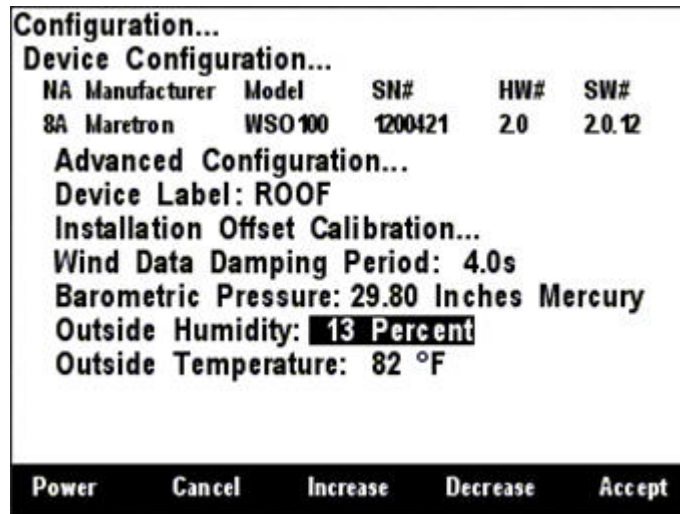 Configuration...
Device Configuration...
NA Manufacturer Model SN# HW# SW#
8A Maretron WSO100 1200421 2.0 2.0.12
Advanced Configuration...
Device Label: ROOF
Installation Offset Calibration...
Wind Data Damping Period: 4.0s
Barometric Pressure: 29.80 Inches Mercury
Outside Humidity: 13 Percent
Outside Temperature: 82 °F
Power Cancel Increase Decrease Accept